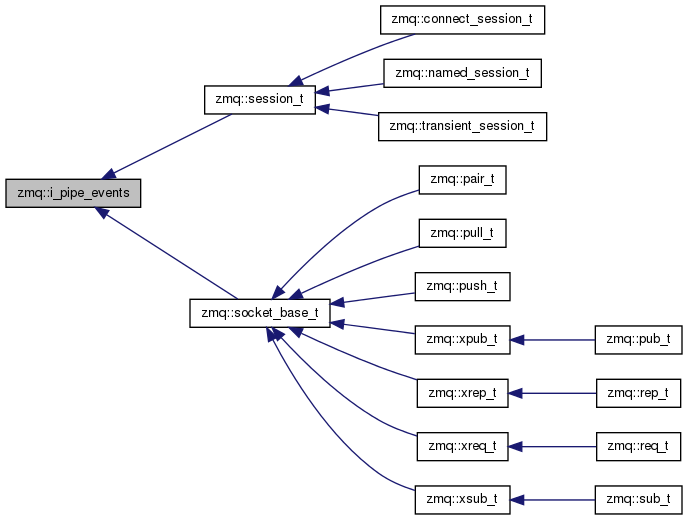 zmq::connect_session_t
zmq::named_session_t
zmq::session_t
zmq::transient_session_t
zmq::pair_t
zmq::i_pipe_events
zmq::pull_t
zmq::push_t
zmq::socket_base_t
zmq::xpub_t
zmq::pub_t
zmq::xrep_t
zmq::rep_t
zmq::xreq_t
zmq::req_t
zmq::xsub_t
zmq::sub_t